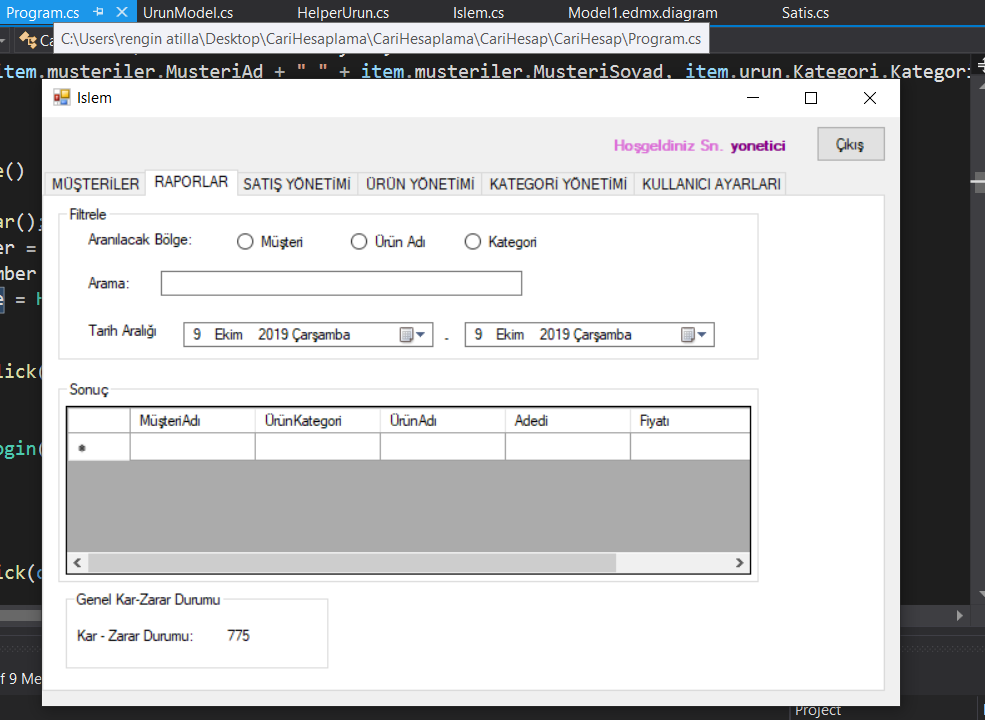 Program.cs UrunModel.cs HelperUrun.cs Islem.cs Model1.edmx.diagram Satis.cs
C:\Users\rengin atilla\Desktop\CariHesaplama\CariHesaplama\CariHesap\CariHesap\Program.cs
item.musteriler.MusteriAd + " " + item.musteriler.MusteriSoyad, item.urun.Kategori.Kategori
Islem
Hoşgeldiniz Sn. yonetici Çıkış
e()
MÜŞTERİLER RAPORLAR SATIŞ YÖNETİMİ ÜRÜN YÖNETİMİ KATEGORİ YÖNETİMİ KULLANICI AYARLARI
Filtrele
ar();
Aranılacak Bölge: Müşteri Ürün Adı Kategori
er =
mber
Arama:
e = H
Tarih Aralığı 9 Ekim 2019 Çarşamba - 9 Ekim 2019 Çarşamba
lick(
Sonuç
MüşteriAdı ÜrünKategori ÜrünAdı Adedi Fiyatı
ogin(
*
ick(
Genel Kar-Zarar Durumu
Kar - Zarar Durumu: 775
f 9 Me
Project